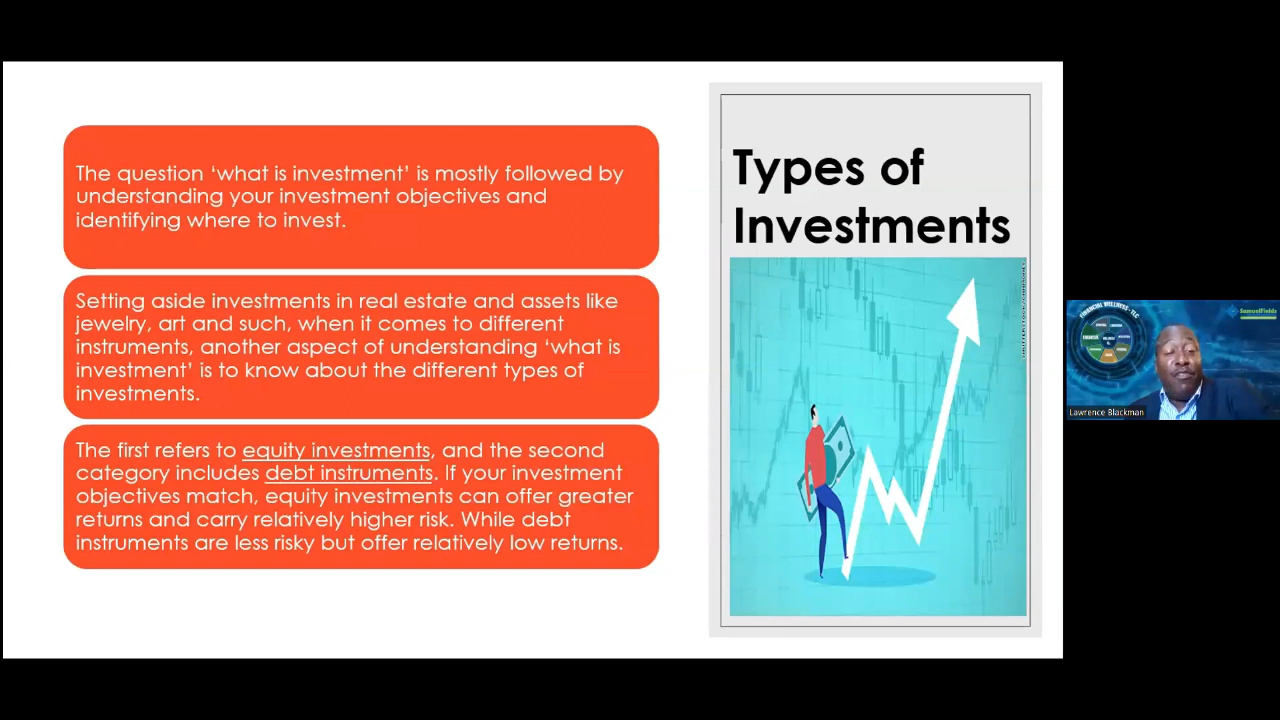 The question ‘what is investment’ is mostly followed by
understanding your investment objectives and
identifying where to invest.
Setting aside investments in real estate and assets like
jewelry, art and such, when it comes to different
instruments, another aspect of understanding ‘what is
investment’ is to know about the different types of
investments.
The first refers to equity investments, and the second
category includes debt instruments. If your investment
objectives match, equity investments can offer greater
returns and carry relatively higher risk. While debt
instruments are less risky but offer relatively low returns.
Types of
Investments
FINANCIAL WELLNESS - LLC
SamuelFields
Lawrence Blackman